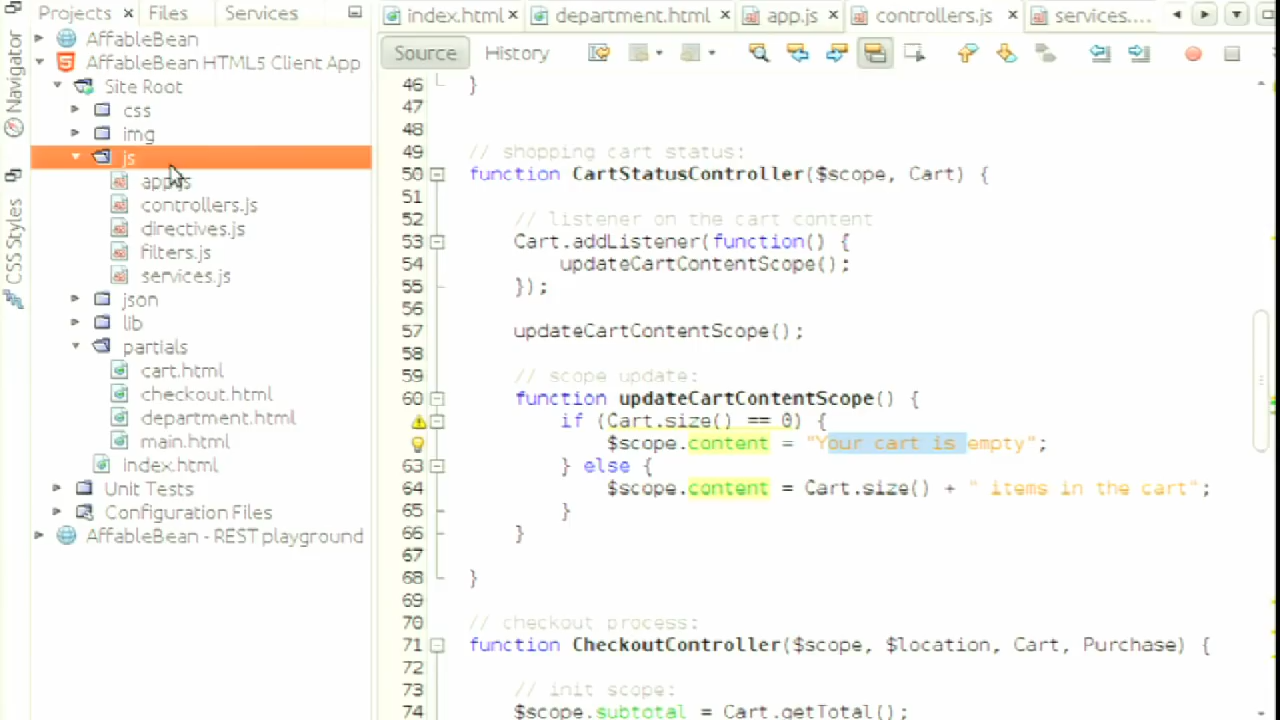 Projects
Files
Services
index.html
department.html
app.js
controllers.js
services....
Navigator
CSS Styles
AffableBean
AffableBean HTML5 Client App
Site Root
css
img
js
app.js
controllers.js
directives.js
filters.js
services.js
json
lib
partials
cart.html
checkout.html
department.html
main.html
index.html
Unit Tests
Configuration Files
AffableBean - REST playground
Source
History
46 }
47
48
49 // shopping cart status:
50 function CartStatusController($scope, Cart) {
51
52 // listener on the cart content
53 Cart.addListener(function() {
54 updateCartContentScope();
55 });
56
57 updateCartContentScope();
58
59 // scope update:
60 function updateCartContentScope() {
if (Cart.size() == 0) {
$scope.content = "Your cart is empty";
63 } else {
64 $scope.content = Cart.size() + " items in the cart";
65 }
66 }
67
68 }
69
70 // checkout process:
71 function CheckoutController($scope, $location, Cart, Purchase) {
72
73 // init scope:
74 $scope.subtotal = Cart.getTotal();